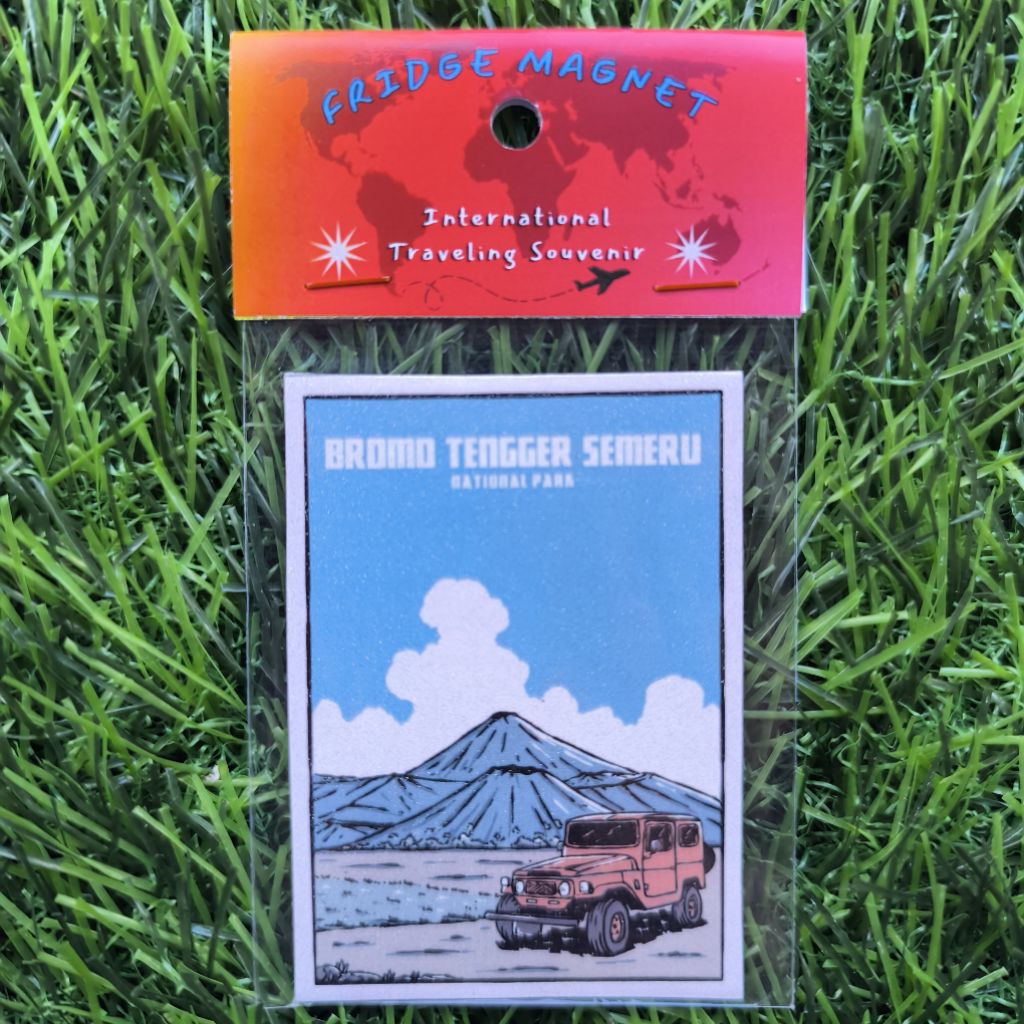 FRIDGE MAGNET
International
Traveling Souvenir
BROMO TENGGER SEMERU
NATIONAL PARK